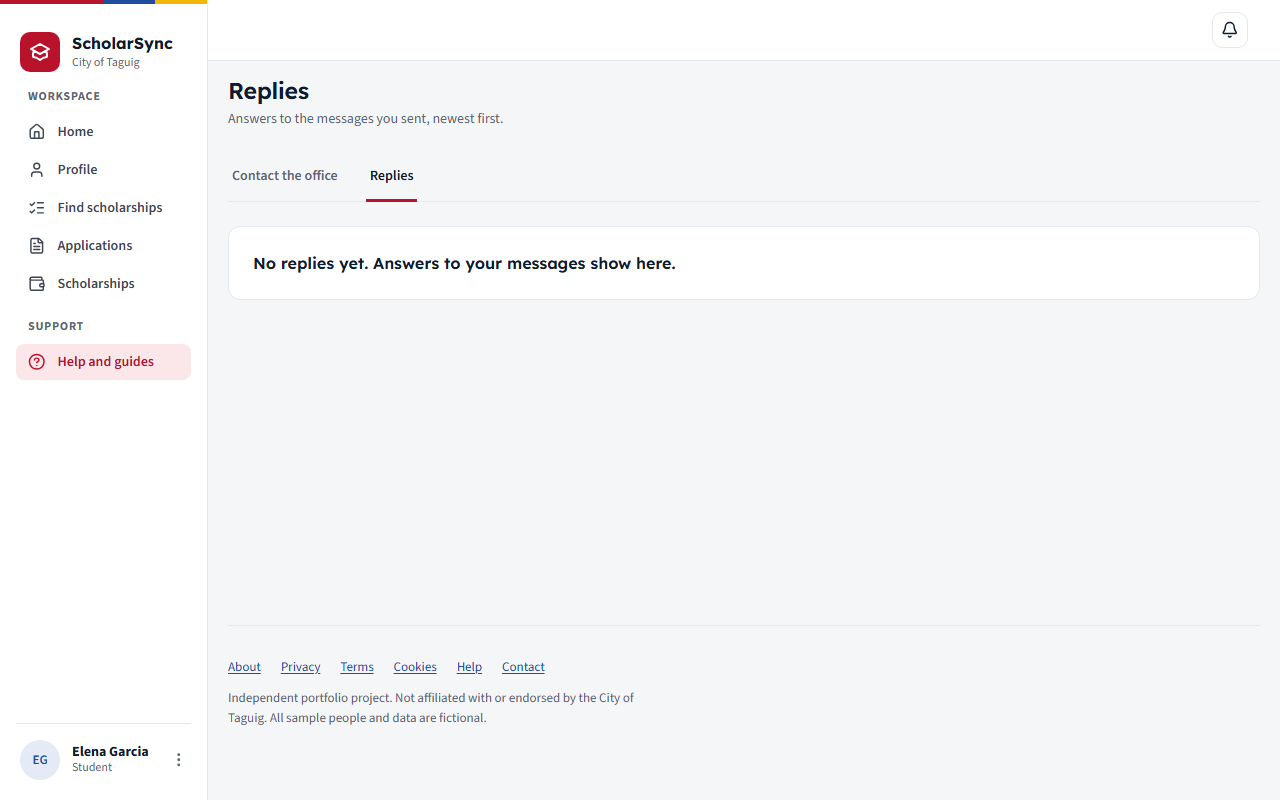 ScholarSync
City of Taguig
WORKSPACE
Home
Profile
Find scholarships
Applications
Scholarships
SUPPORT
Help and guides
EG
Elena Garcia
Student
Replies
Answers to the messages you sent, newest first.
Contact the office
Replies
No replies yet. Answers to your messages show here.
About
Privacy
Terms
Cookies
Help
Contact
Independent portfolio project. Not affiliated with or endorsed by the City of
Taguig. All sample people and data are fictional.